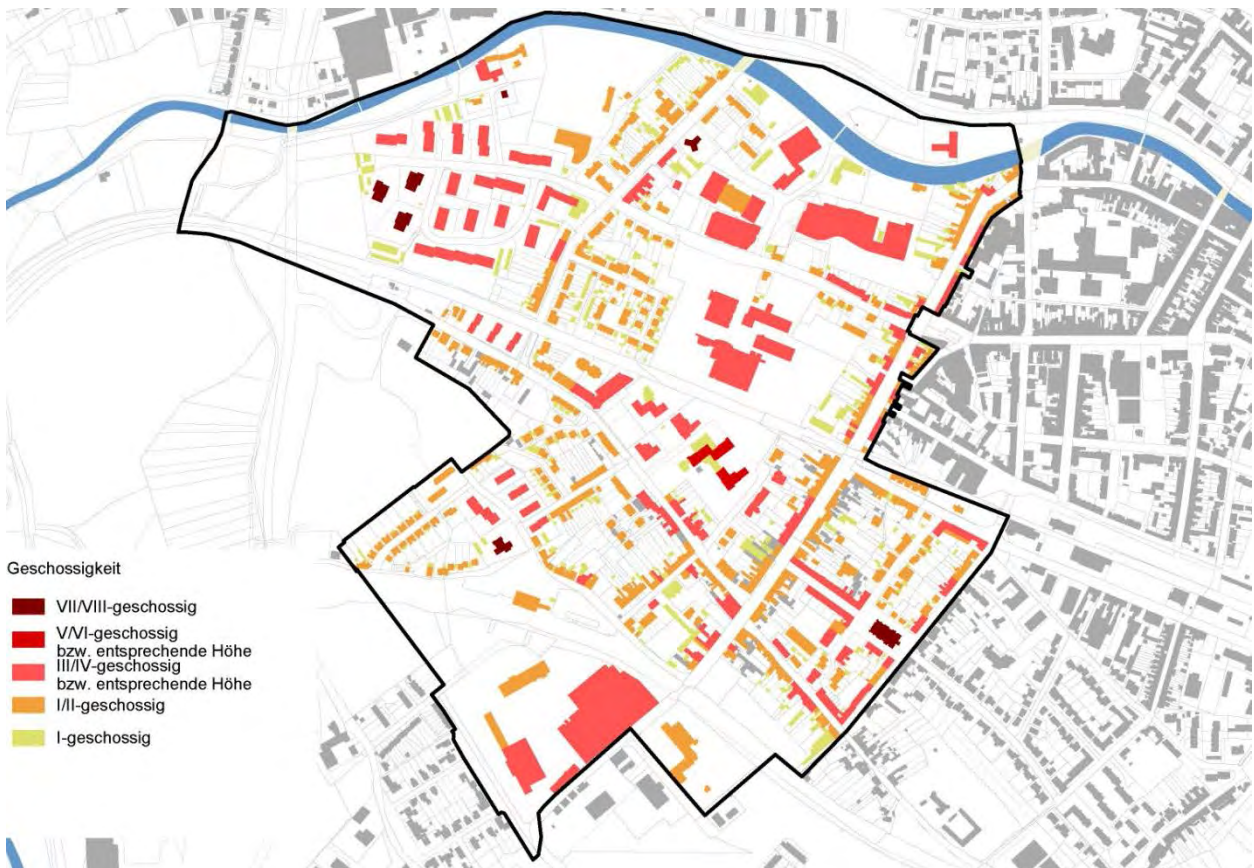 Geschossigkeit
VII/VIII-geschossig
V/VI-geschossig
bzw. entsprechende Höhe
III/IV-geschossig
bzw. entsprechende Höhe
I/II-geschossig
I-geschossig